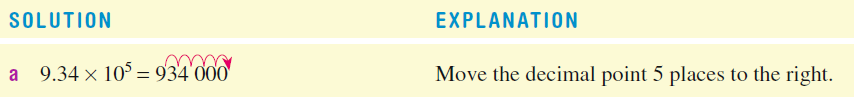 SOLUTION EXPLANATION
a 9.34 × 10⁵ = 934 000 Move the decimal point 5 places to the right.